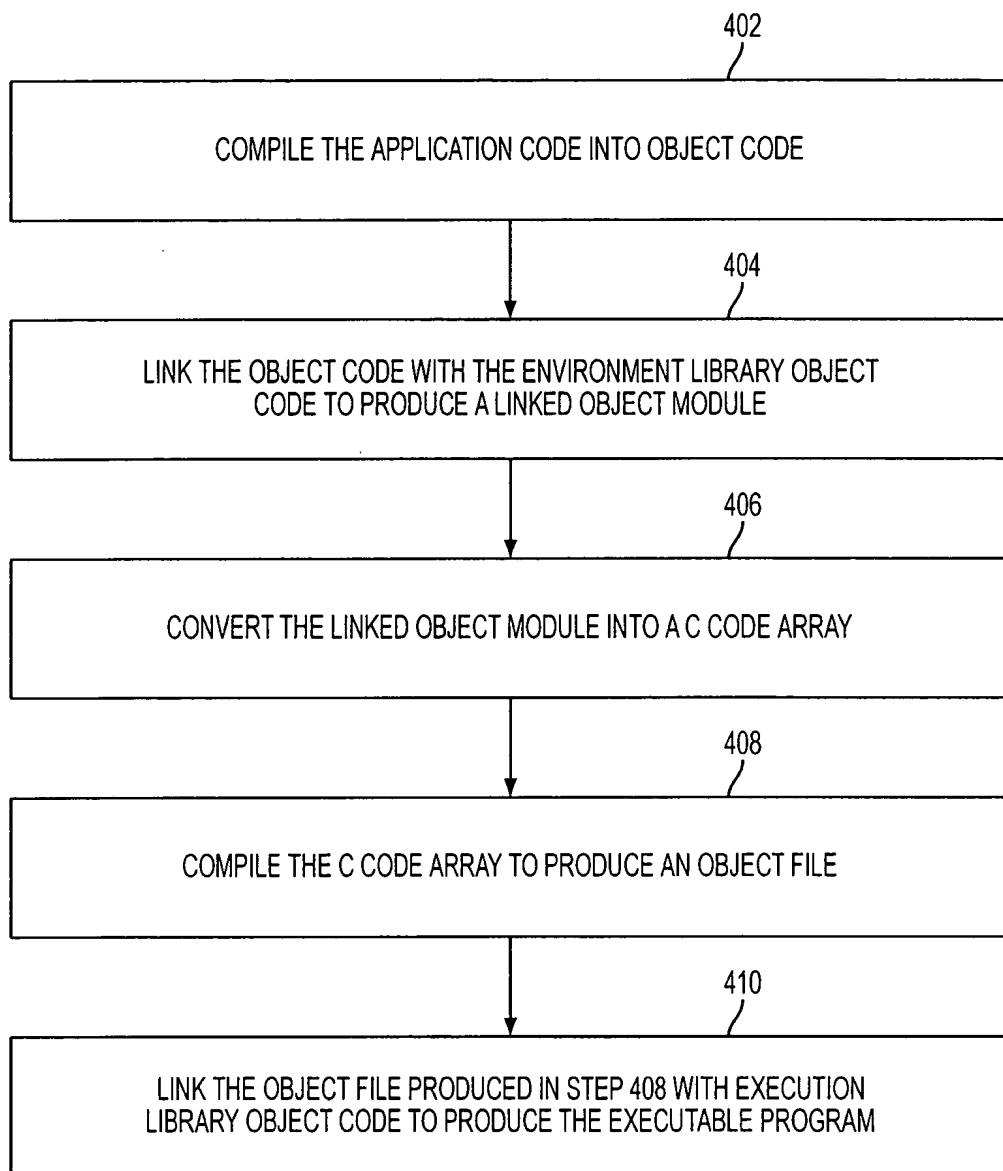 402
COMPILE THE APPLICATION CODE INTO OBJECT CODE
404
LINK THE OBJECT CODE WITH THE ENVIRONMENT LIBRARY OBJECT
CODE TO PRODUCE A LINKED OBJECT MODULE
406
CONVERT THE LINKED OBJECT MODULE INTO A C CODE ARRAY
408
COMPILE THE C CODE ARRAY TO PRODUCE AN OBJECT FILE
410
LINK THE OBJECT FILE PRODUCED IN STEP 408 WITH EXECUTION
LIBRARY OBJECT CODE TO PRODUCE THE EXECUTABLE PROGRAM